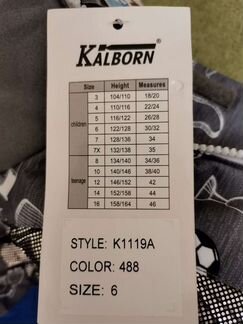 KALBORN®
Size Height Measures
children
3 104/110 18/20
4 110/116 22/24
5 116/122 26/28
6 122/128 30/32
7 128/136 34
7X 132/138 35
teenage
8 134/140 34/36
10 140/146 38/40
12 146/152 42
14 152/158 44
16 158/164 46
STYLE: K1119A
COLOR: 488
SIZE: 6